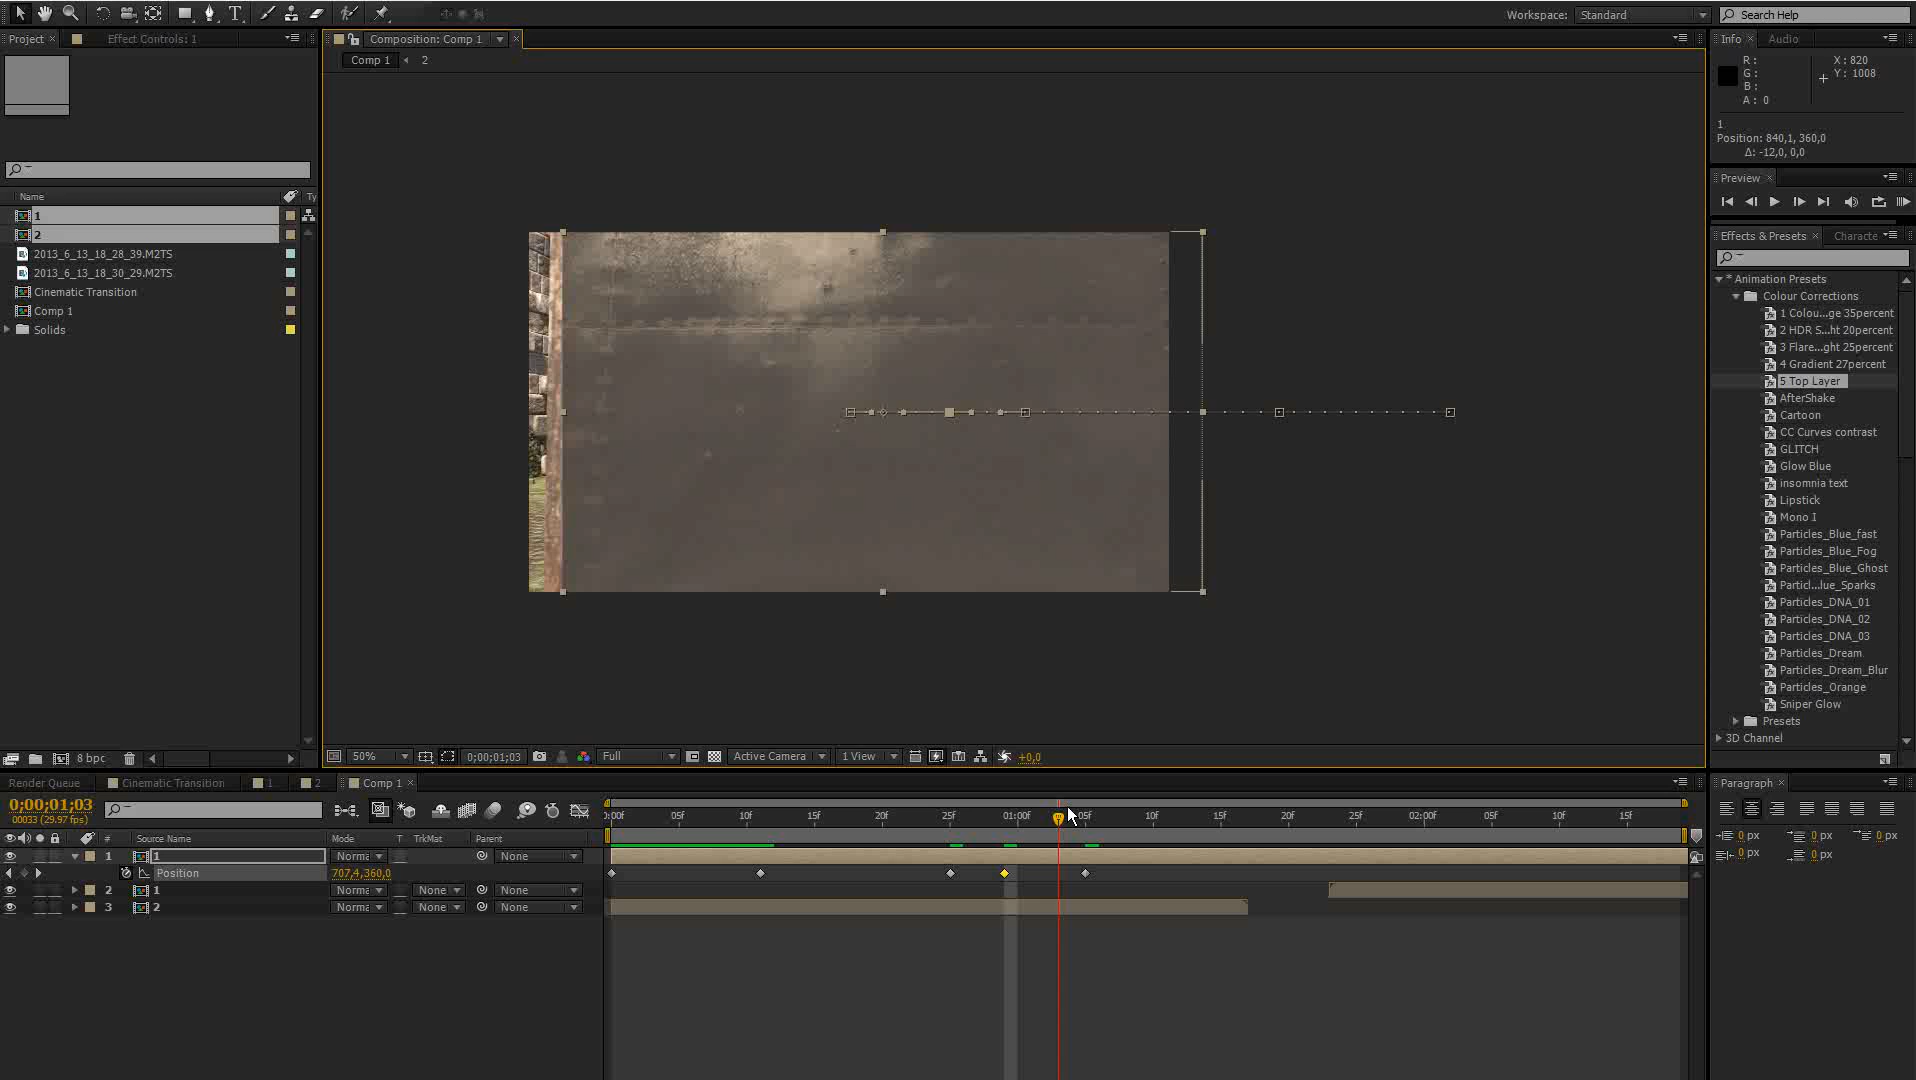 Workspace: Standard Search Help
Project × Effect Controls: 1
Composition: Comp 1 ×
Comp 1 2
Info × Audio
R : X : 820
G : Y : 1008
B :
A : 0
1
Position: 840,1, 360,0
Δ: -12,0, 0,0
Preview ×
Effects & Presets × Characte
Name Ty
1
2
2013_6_13_18_28_39.M2TS
2013_6_13_18_30_29.M2TS
Cinematic Transition
Comp 1
Solids
* Animation Presets
Colour Corrections
1 Colou...ge 35percent
2 HDR S...ht 20percent
3 Flare...ght 25percent
4 Gradient 27percent
5 Top Layer
AfterShake
Cartoon
CC Curves contrast
GLITCH
Glow Blue
insomnia text
Lipstick
Mono I
Particles_Blue_fast
Particles_Blue_Fog
Particles_Blue_Ghost
Particl...lue_Sparks
Particles_DNA_01
Particles_DNA_02
Particles_DNA_03
Particles_Dream
Particles_Dream_Blur
Particles_Orange
Sniper Glow
Presets
3D Channel
8 bpc
50% 0;00;01;03 Full Active Camera 1 View +0,0
Render Queue Cinematic Transition 1 2 Comp 1 ×
0;00;01;03
00033 (29.97 fps)
0:00f 05f 10f 15f 20f 25f 01:00f 05f 10f 15f 20f 25f 02:00f 05f 10f 15f
# Source Name Mode T TrkMat Parent
1 1 Norma None
Position 707,4,360,0
2 1 Norma None None
3 2 Norma None None
Paragraph ×
0 px 0 px 0 px
0 px 0 px